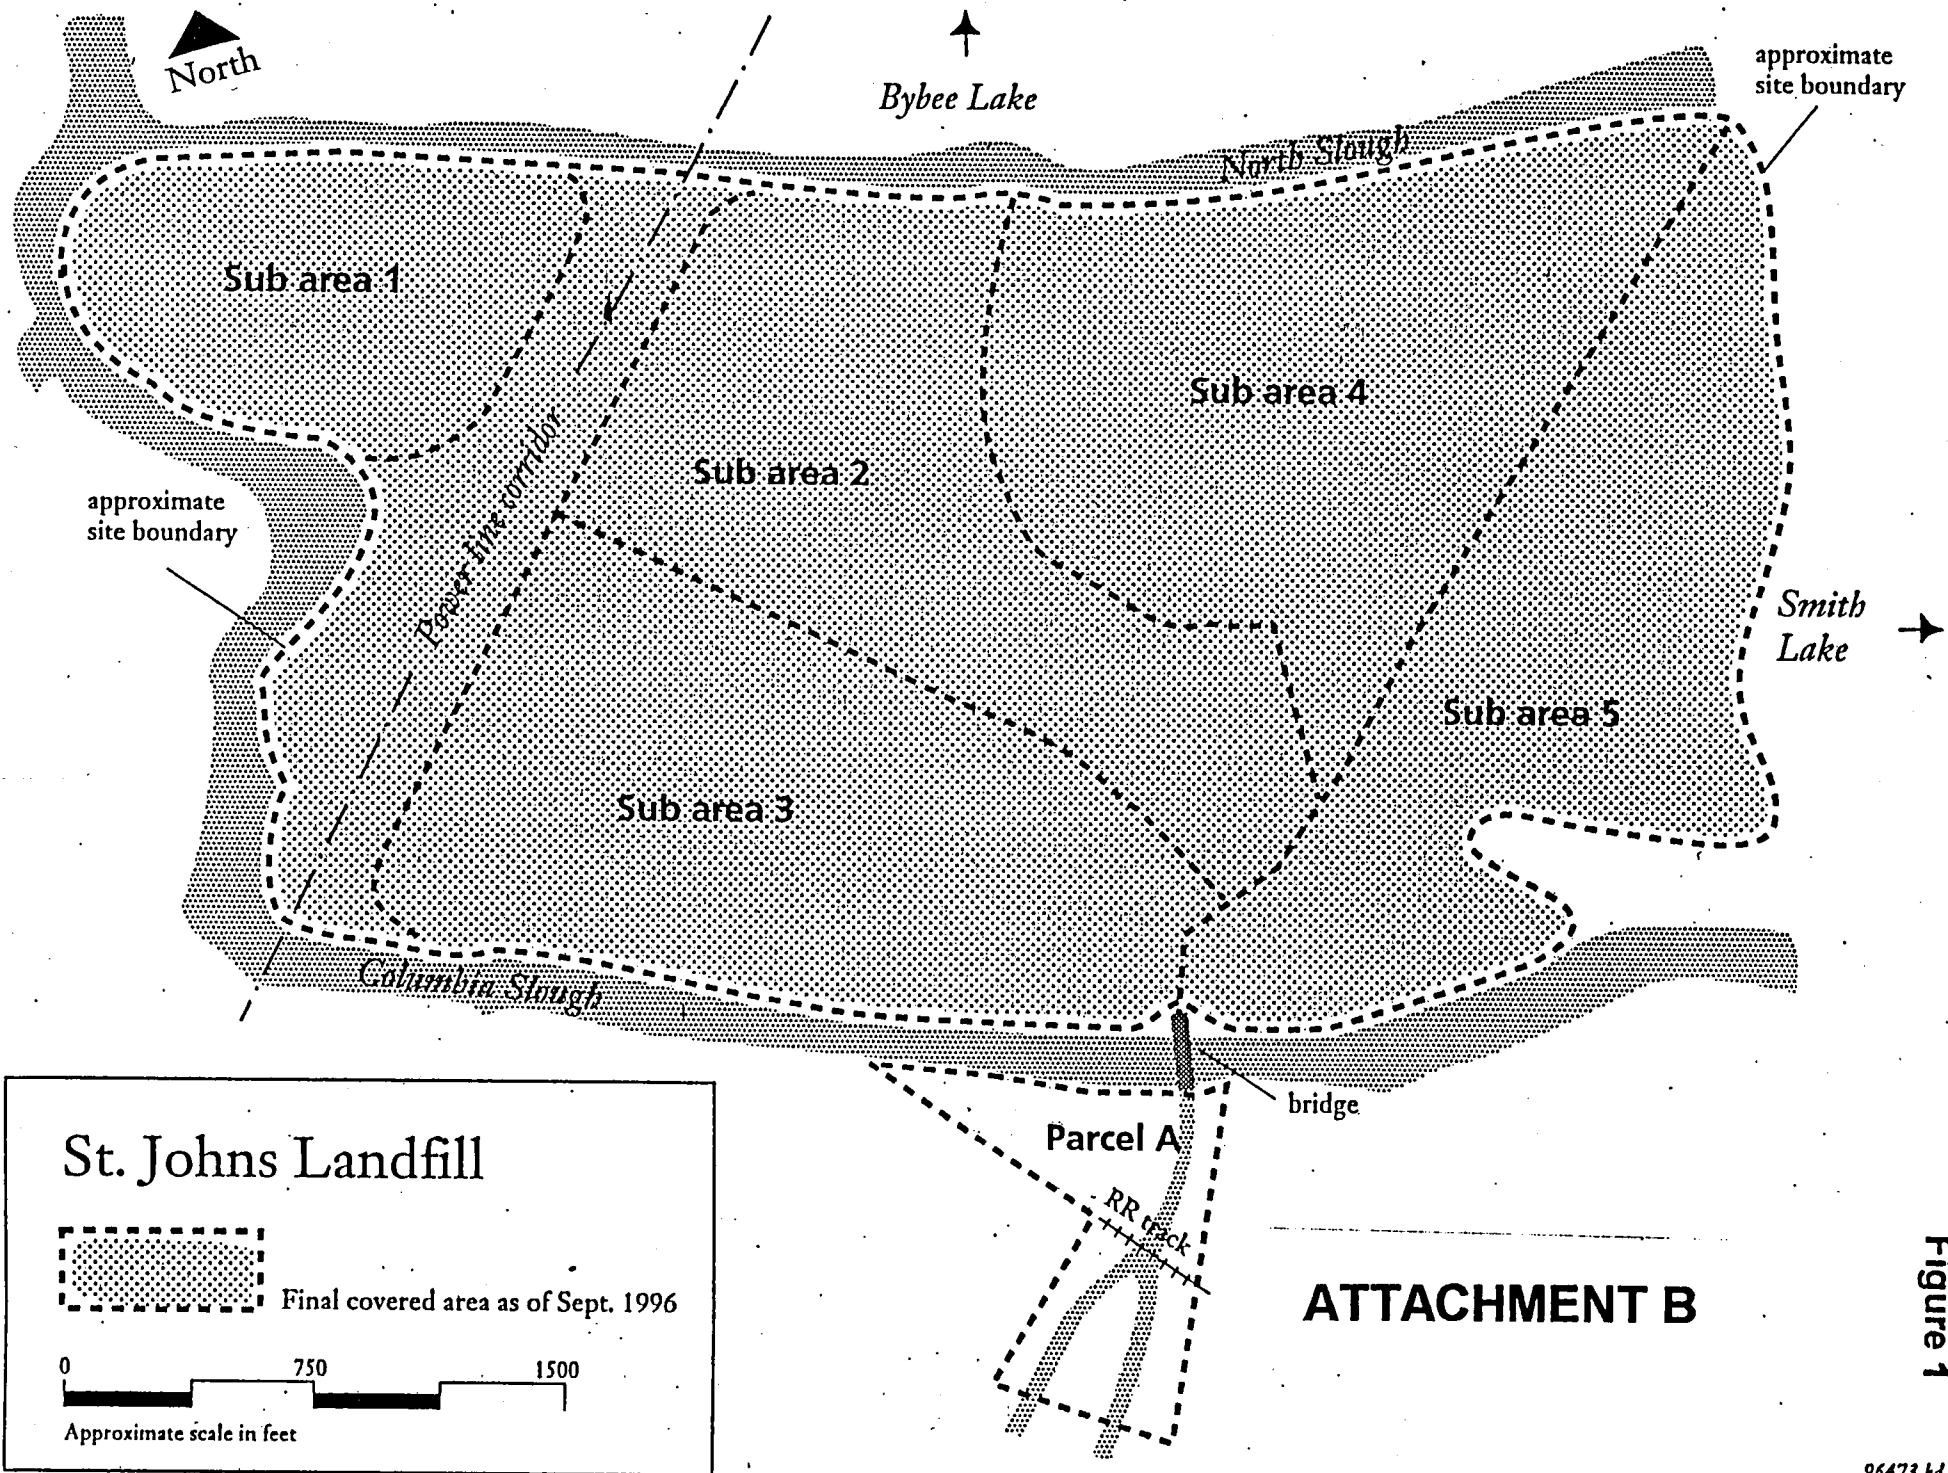 North
Bybee Lake
approximate
site boundary
North Slough
Sub area 1
Sub area 4
Power line corridor
Sub area 2
approximate
site boundary
Smith
Lake
Sub area 5
Sub area 3
Columbia Slough
bridge
Parcel A
RR track
St. Johns Landfill
Final covered area as of Sept. 1996
0 750 1500
Approximate scale in feet
ATTACHMENT B
Figure 1